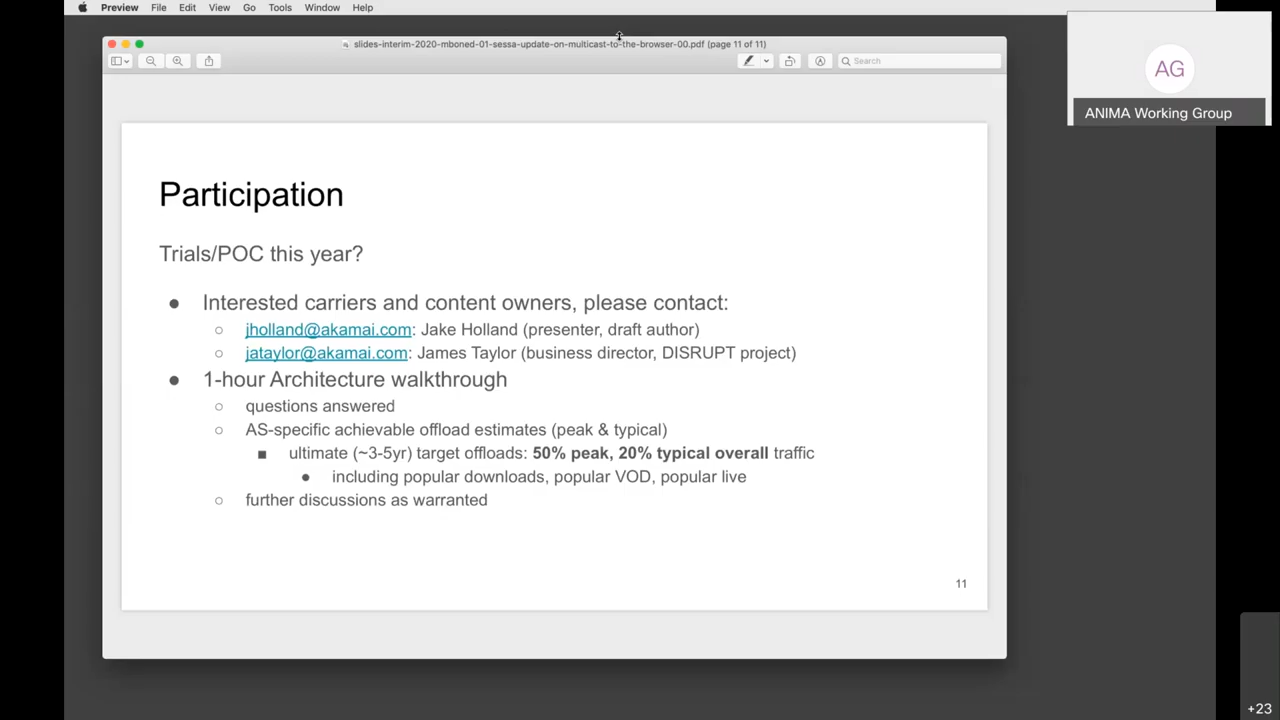 Preview File Edit View Go Tools Window Help
slides-interim-2020-mboned-01-sessa-update-on-multicast-to-the-browser-00.pdf (page 11 of 11)
Search
AG
ANIMA Working Group
Participation
Trials/POC this year?
● Interested carriers and content owners, please contact:
○ jholland@akamai.com: Jake Holland (presenter, draft author)
○ jataylor@akamai.com: James Taylor (business director, DISRUPT project)
● 1-hour Architecture walkthrough
○ questions answered
○ AS-specific achievable offload estimates (peak & typical)
■ ultimate (~3-5yr) target offloads: 50% peak, 20% typical overall traffic
● including popular downloads, popular VOD, popular live
○ further discussions as warranted
11
+23